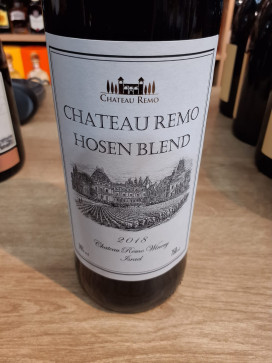 CHATEAU REMO
CHATEAU REMO
HOSEN BLEND
2018
Chateau Remo Winery
Israel